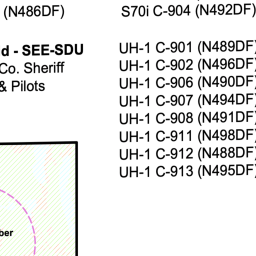 (N486DF)
S70i C-904 (N492DF)
d - SEE-SDU
Co. Sheriff
& Pilots
UH-1 C-901 (N489DF)
UH-1 C-902 (N496DF)
UH-1 C-906 (N490DF)
UH-1 C-907 (N494DF)
UH-1 C-908 (N491DF)
UH-1 C-911 (N498DF)
UH-1 C-912 (N488DF)
UH-1 C-913 (N495DF)
ber